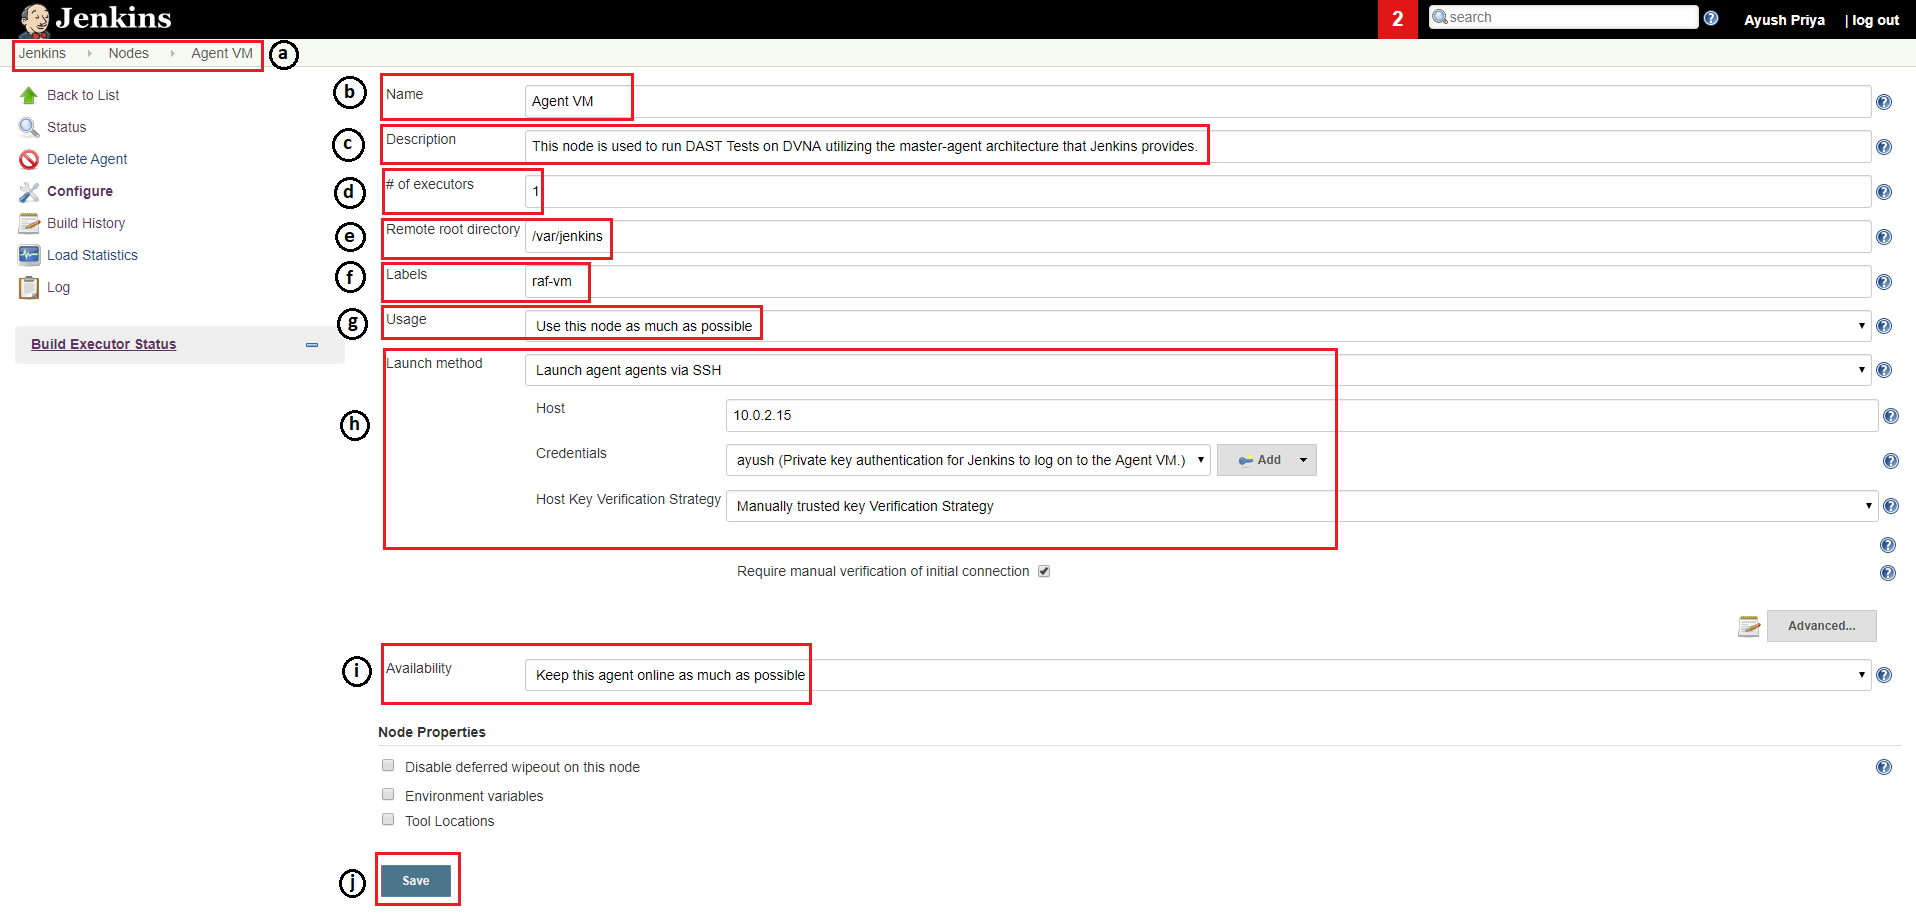 Jenkins
2
search
Ayush Priya
| log out
Jenkins
Nodes
Agent VM
a
Back to List
Status
Delete Agent
Configure
Build History
Load Statistics
Log
Build Executor Status
b
Name
Agent VM
c
Description
This node is used to run DAST Tests on DVNA utilizing the master-agent architecture that Jenkins provides.
d
# of executors
1
e
Remote root directory
/var/jenkins
f
Labels
raf-vm
g
Usage
Use this node as much as possible
h
Launch method
Launch agent agents via SSH
Host
10.0.2.15
Credentials
ayush (Private key authentication for Jenkins to log on to the Agent VM.)
Add
Host Key Verification Strategy
Manually trusted key Verification Strategy
Require manual verification of initial connection
Advanced...
i
Availability
Keep this agent online as much as possible
Node Properties
Disable deferred wipeout on this node
Environment variables
Tool Locations
j
Save